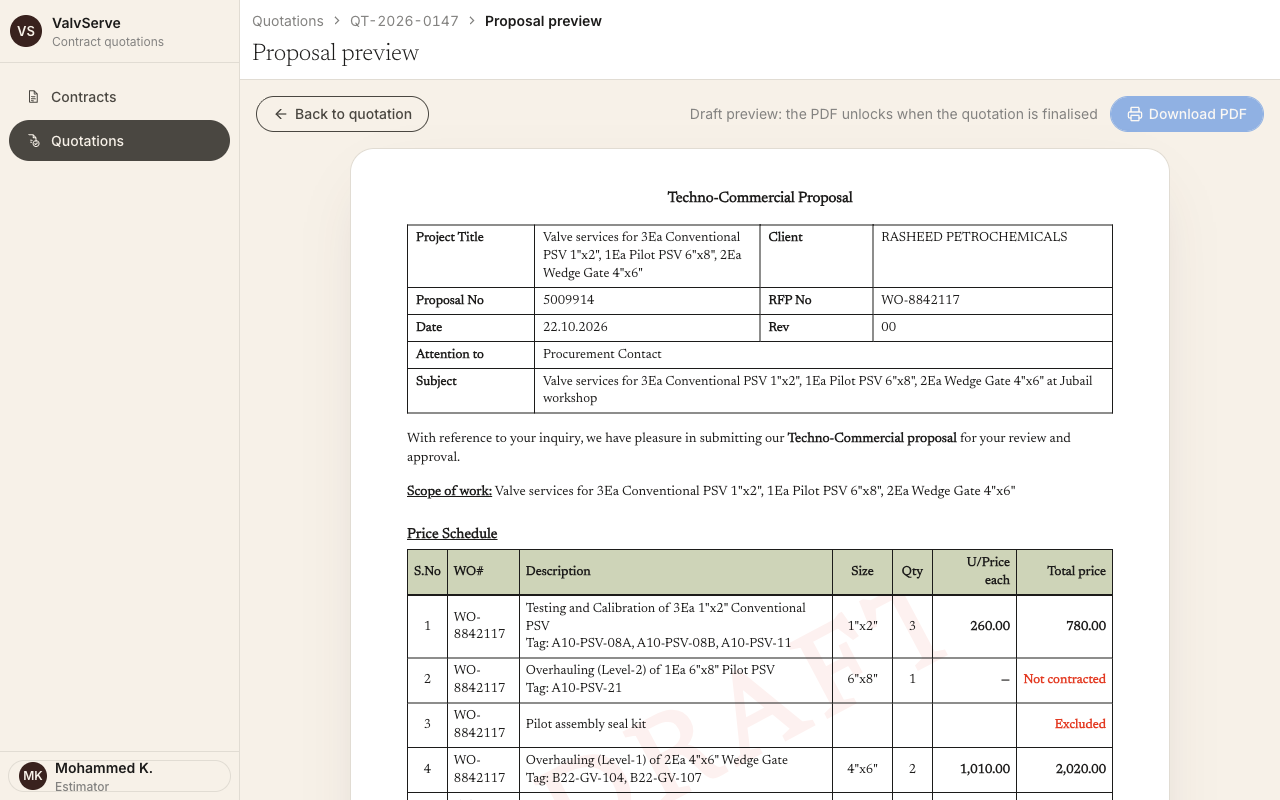 VS
ValvServe
Contract quotations
Contracts
Quotations
MK
Mohammed K.
Estimator
Quotations > QT-2026-0147 > Proposal preview
Proposal preview
Back to quotation
Draft preview: the PDF unlocks when the quotation is finalised
Download PDF
Techno-Commercial Proposal
Project Title
Valve services for 3Ea Conventional
PSV 1"x2", 1Ea Pilot PSV 6"x8", 2Ea
Wedge Gate 4"x6"
Client
RASHEED PETROCHEMICALS
Proposal No
5009914
RFP No
WO-8842117
Date
22.10.2026
Rev
00
Attention to
Procurement Contact
Subject
Valve services for 3Ea Conventional PSV 1"x2", 1Ea Pilot PSV 6"x8", 2Ea Wedge Gate 4"x6" at Jubail
workshop
With reference to your inquiry, we have pleasure in submitting our Techno-Commercial proposal for your review and
approval.
Scope of work: Valve services for 3Ea Conventional PSV 1"x2", 1Ea Pilot PSV 6"x8", 2Ea Wedge Gate 4"x6"
Price Schedule
S.No
WO#
Description
Size
Qty
U/Price
each
Total price
1
WO-
8842117
Testing and Calibration of 3Ea 1"x2" Conventional
PSV
Tag: A10-PSV-08A, A10-PSV-08B, A10-PSV-11
1"x2"
3
260.00
780.00
2
WO-
8842117
Overhauling (Level-2) of 1Ea 6"x8" Pilot PSV
Tag: A10-PSV-21
6"x8"
1
—
Not contracted
3
WO-
8842117
Pilot assembly seal kit
Excluded
4
WO-
8842117
Overhauling (Level-1) of 2Ea 4"x6" Wedge Gate
Tag: B22-GV-104, B22-GV-107
4"x6"
2
1,010.00
2,020.00
DRAFT